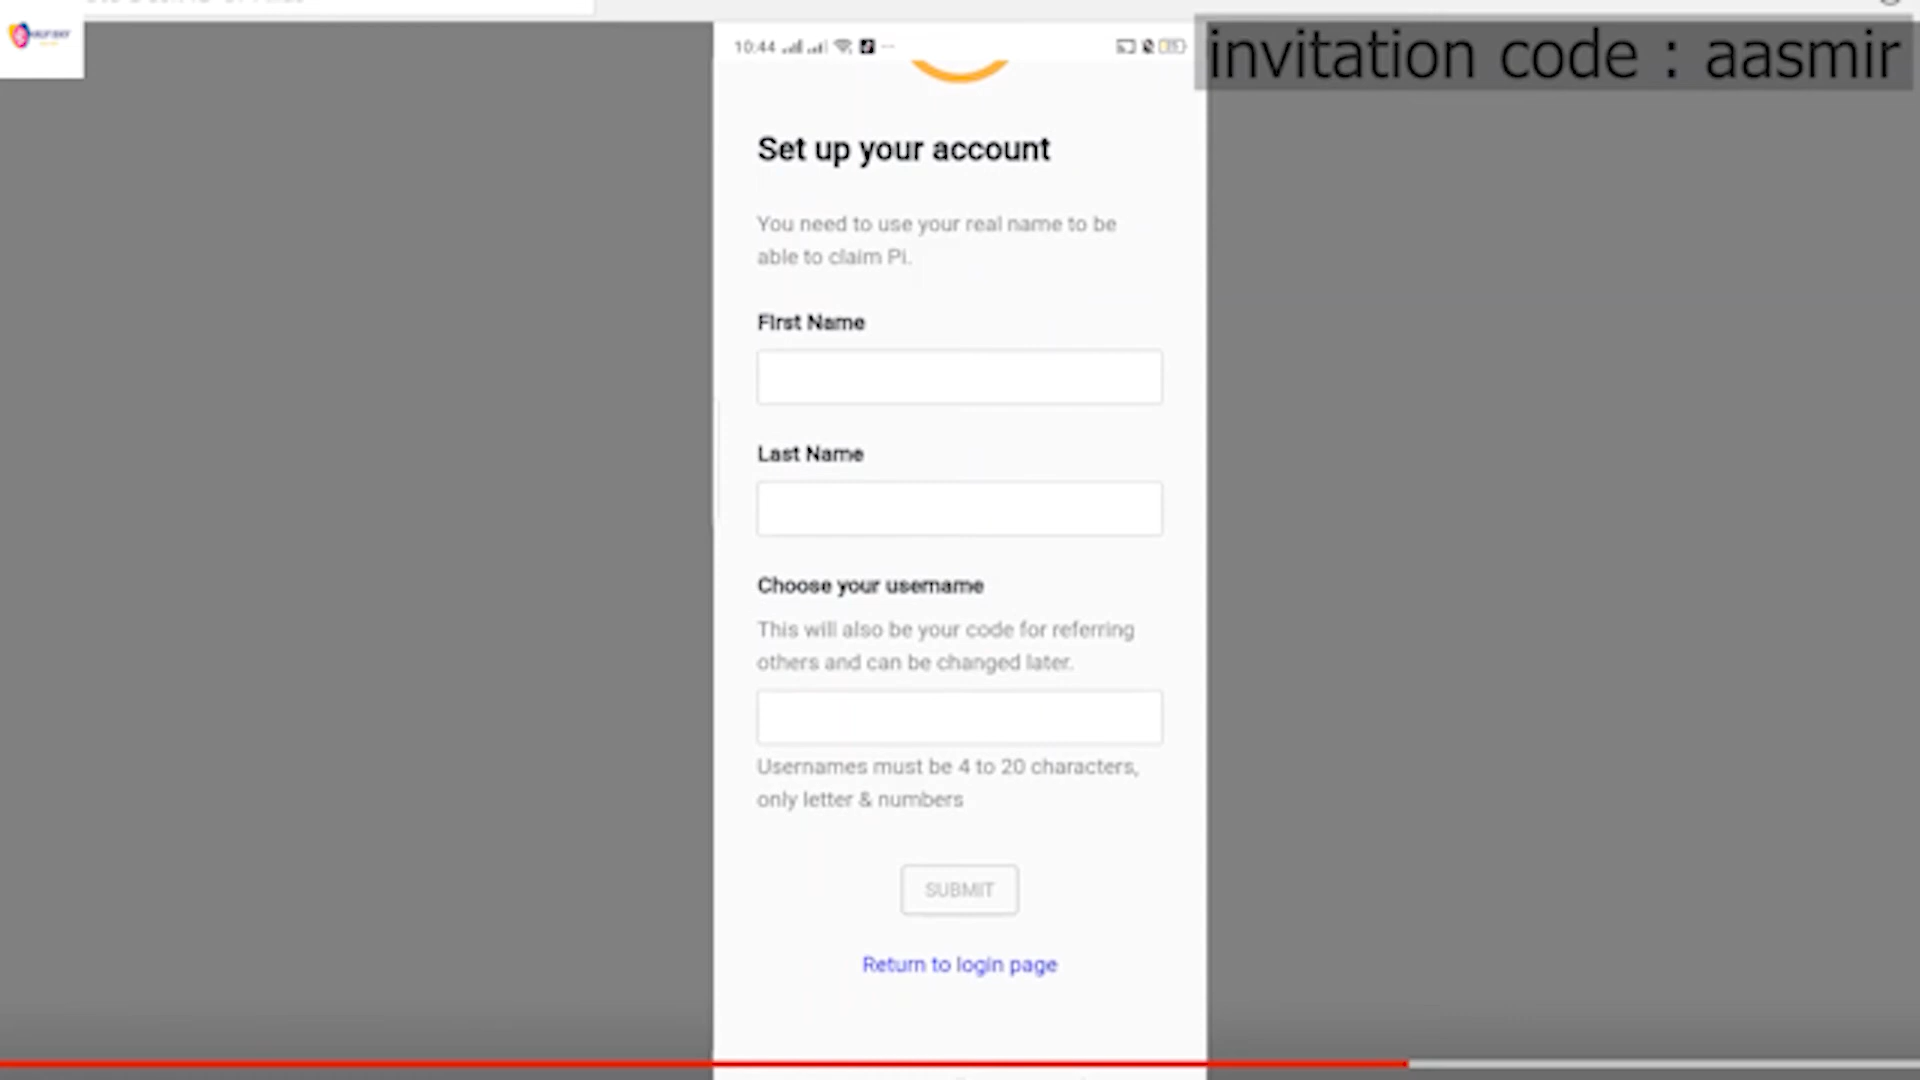 10:44
invitation code : aasmir
Set up your account
You need to use your real name to be
able to claim Pi.
First Name
Last Name
Choose your username
This will also be your code for referring
others and can be changed later.
Usernames must be 4 to 20 characters,
only letter & numbers
SUBMIT
Return to login page